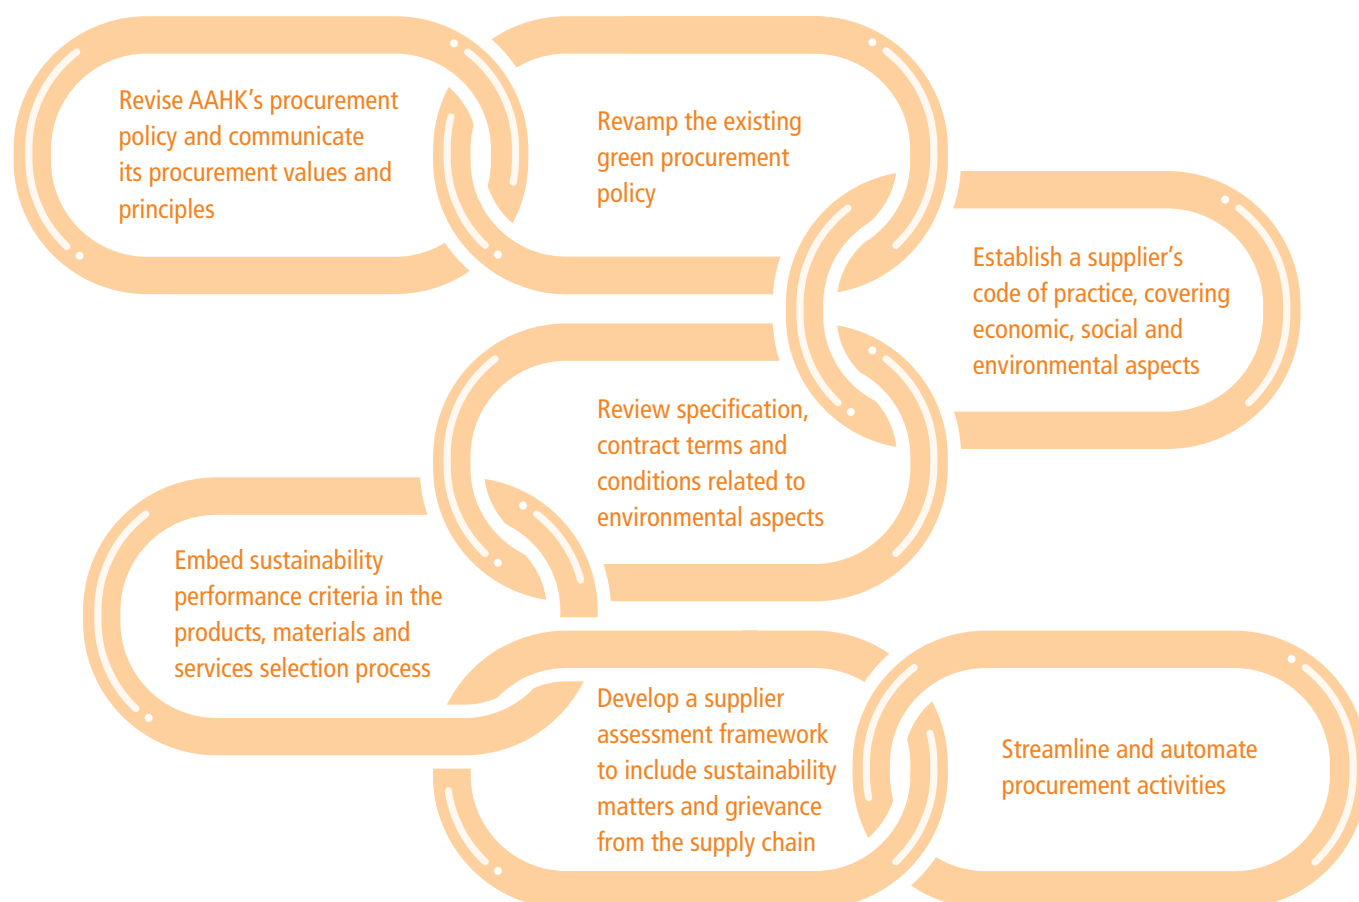 Revise AAHK’s procurement
policy and communicate
its procurement values and
principles
Revamp the existing
green procurement
policy
Establish a supplier’s
code of practice, covering
economic, social and
environmental aspects
Review specification,
contract terms and
conditions related to
environmental aspects
Embed sustainability
performance criteria in the
products, materials and
services selection process
Develop a supplier
assessment framework
to include sustainability
matters and grievance
from the supply chain
Streamline and automate
procurement activities